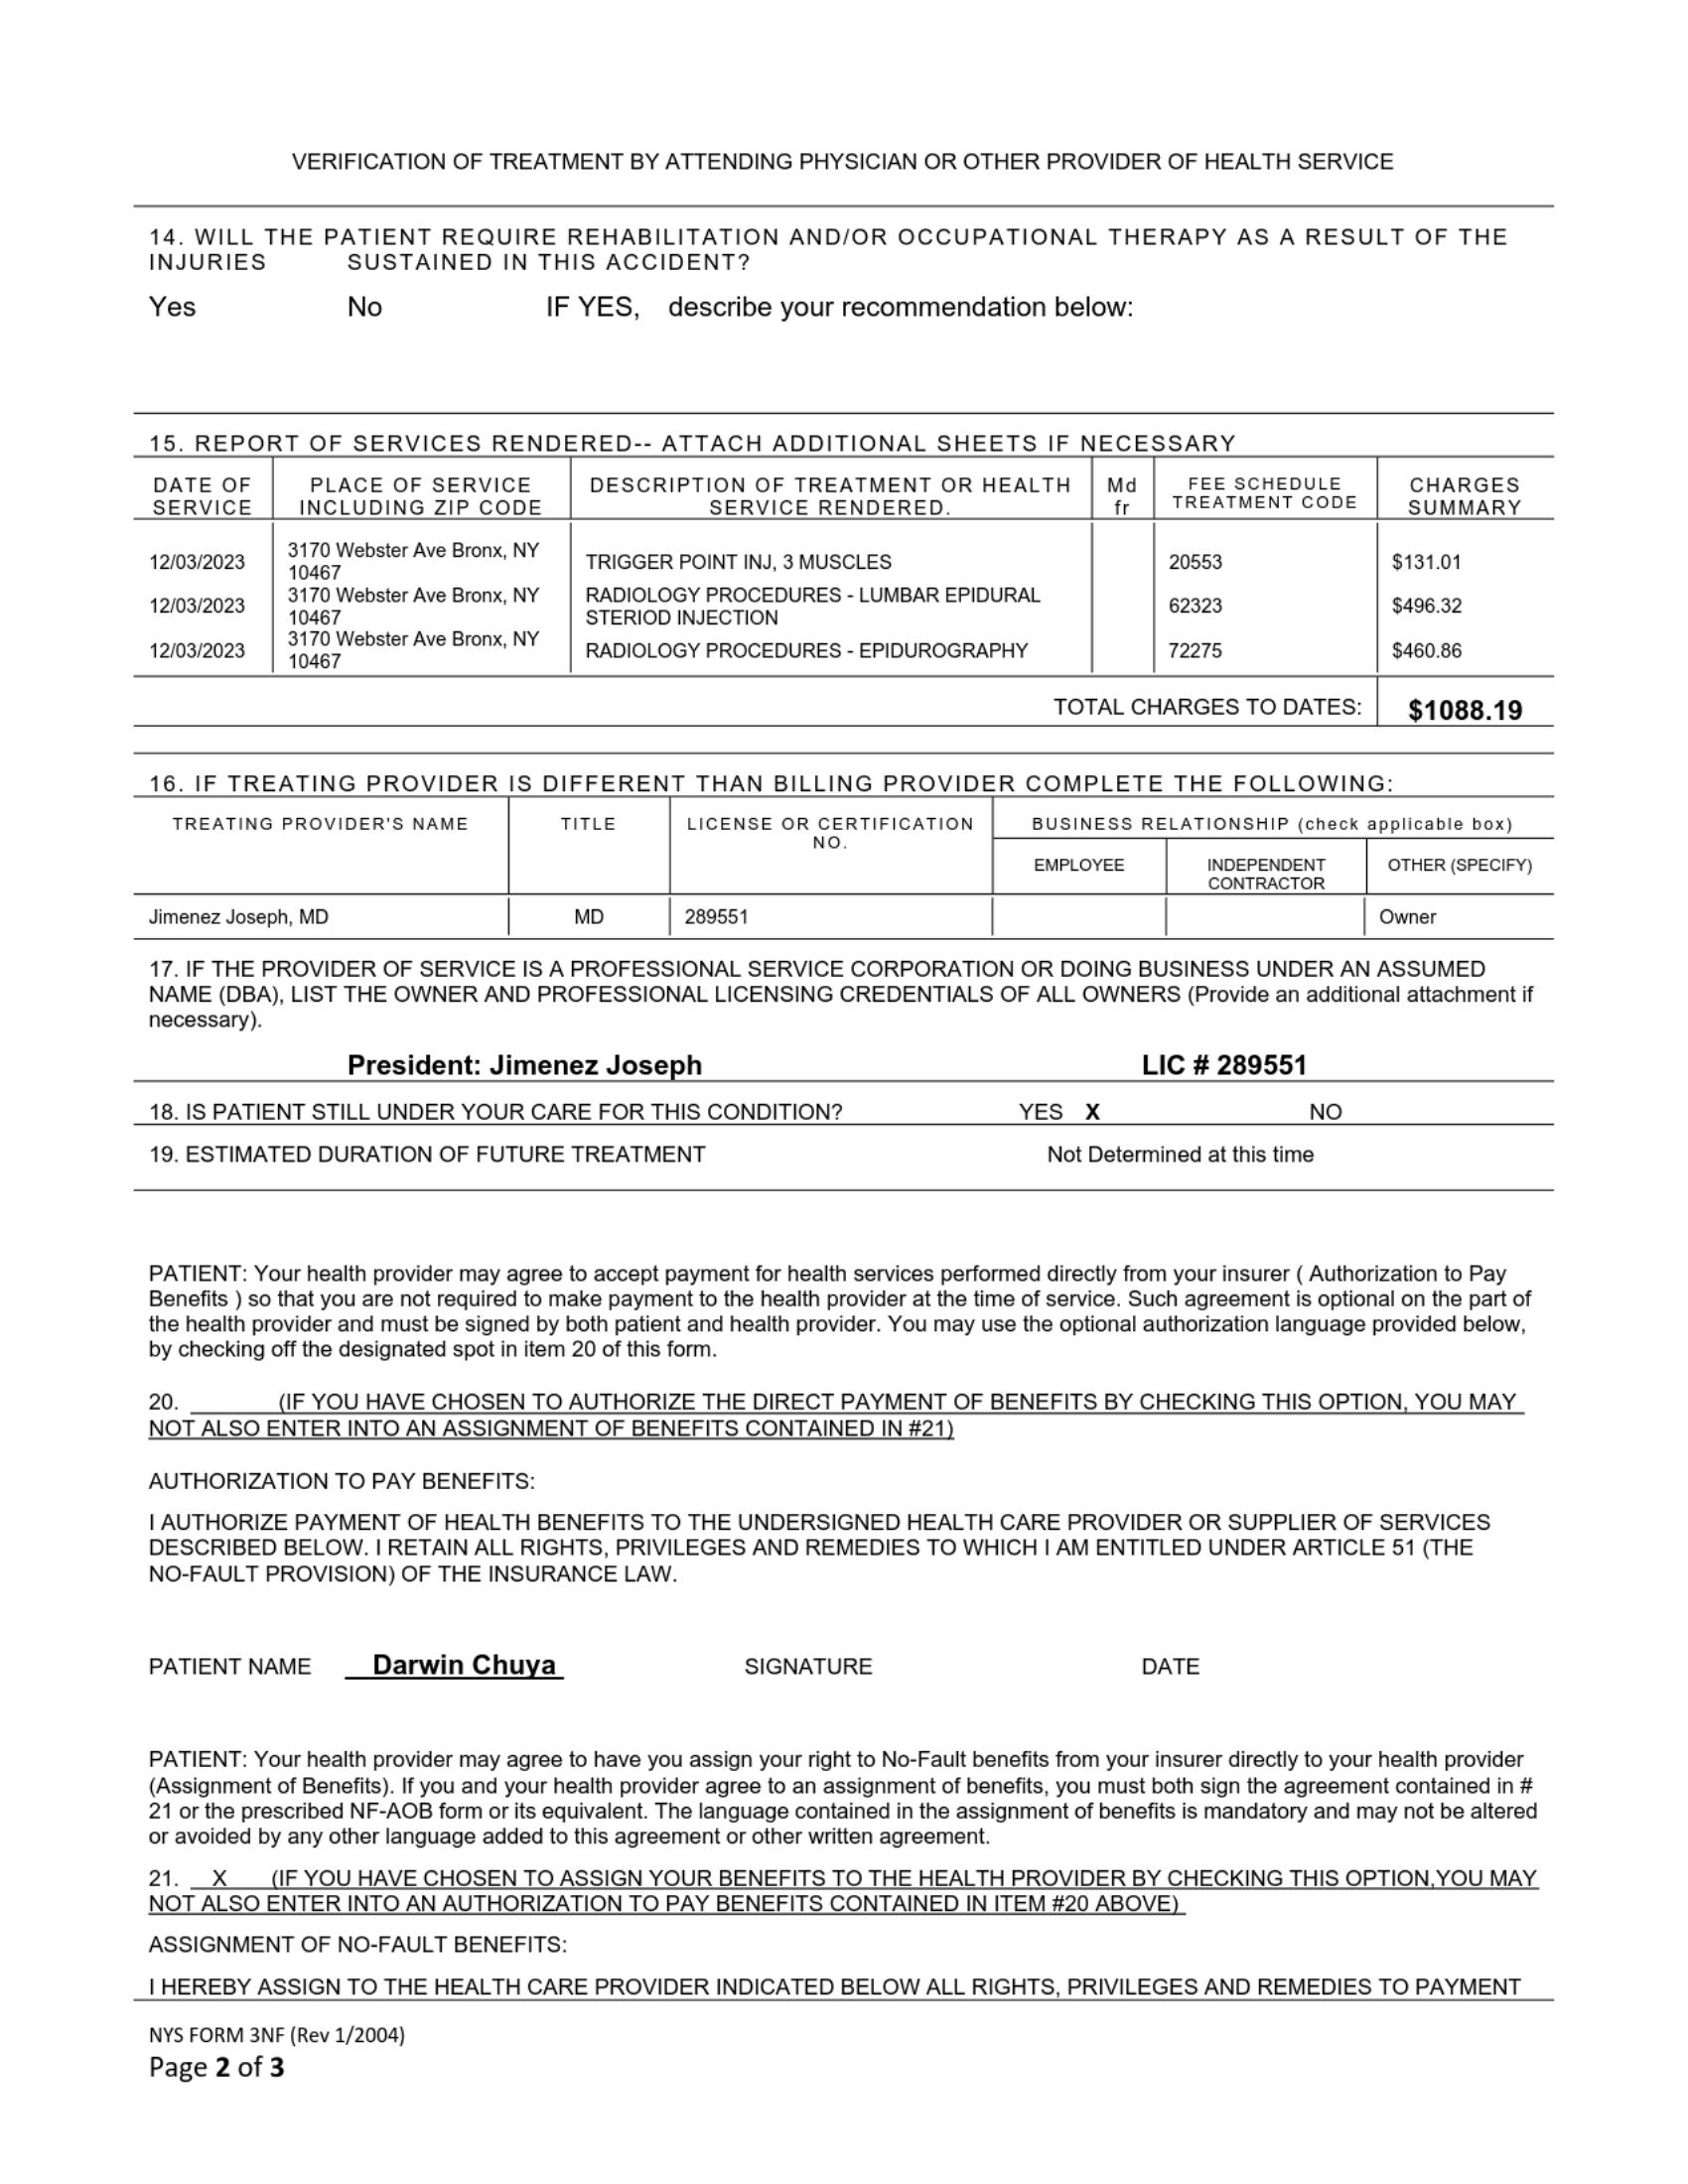 VERIFICATION OF TREATMENT BY ATTENDING PHYSICIAN OR OTHER PROVIDER OF HEALTH SERVICE
14. WILL THE PATIENT REQUIRE REHABILITATION AND/OR OCCUPATIONAL THERAPY AS A RESULT OF THE
INJURIES SUSTAINED IN THIS ACCIDENT?
Yes No IF YES, describe your recommendation below:
15. REPORT OF SERVICES RENDERED-- ATTACH ADDITIONAL SHEETS IF NECESSARY
DATE OF SERVICE PLACE OF SERVICE INCLUDING ZIP CODE DESCRIPTION OF TREATMENT OR HEALTH SERVICE RENDERED. Md fr FEE SCHEDULE TREATMENT CODE CHARGES SUMMARY
12/03/2023 3170 Webster Ave Bronx, NY 10467 TRIGGER POINT INJ, 3 MUSCLES 20553 $131.01
12/03/2023 3170 Webster Ave Bronx, NY 10467 RADIOLOGY PROCEDURES - LUMBAR EPIDURAL STERIOD INJECTION 62323 $496.32
12/03/2023 3170 Webster Ave Bronx, NY 10467 RADIOLOGY PROCEDURES - EPIDUROGRAPHY 72275 $460.86
TOTAL CHARGES TO DATES: $1088.19
16. IF TREATING PROVIDER IS DIFFERENT THAN BILLING PROVIDER COMPLETE THE FOLLOWING:
TREATING PROVIDER'S NAME TITLE LICENSE OR CERTIFICATION NO. BUSINESS RELATIONSHIP (check applicable box)
EMPLOYEE INDEPENDENT CONTRACTOR OTHER (SPECIFY)
Jimenez Joseph, MD MD 289551 Owner
17. IF THE PROVIDER OF SERVICE IS A PROFESSIONAL SERVICE CORPORATION OR DOING BUSINESS UNDER AN ASSUMED
NAME (DBA), LIST THE OWNER AND PROFESSIONAL LICENSING CREDENTIALS OF ALL OWNERS (Provide an additional attachment if
necessary).
President: Jimenez Joseph LIC # 289551
18. IS PATIENT STILL UNDER YOUR CARE FOR THIS CONDITION? YES X NO
19. ESTIMATED DURATION OF FUTURE TREATMENT Not Determined at this time
PATIENT: Your health provider may agree to accept payment for health services performed directly from your insurer ( Authorization to Pay
Benefits ) so that you are not required to make payment to the health provider at the time of service. Such agreement is optional on the part of
the health provider and must be signed by both patient and health provider. You may use the optional authorization language provided below,
by checking off the designated spot in item 20 of this form.
20. ______ (IF YOU HAVE CHOSEN TO AUTHORIZE THE DIRECT PAYMENT OF BENEFITS BY CHECKING THIS OPTION, YOU MAY
NOT ALSO ENTER INTO AN ASSIGNMENT OF BENEFITS CONTAINED IN #21)
AUTHORIZATION TO PAY BENEFITS:
I AUTHORIZE PAYMENT OF HEALTH BENEFITS TO THE UNDERSIGNED HEALTH CARE PROVIDER OR SUPPLIER OF SERVICES
DESCRIBED BELOW. I RETAIN ALL RIGHTS, PRIVILEGES AND REMEDIES TO WHICH I AM ENTITLED UNDER ARTICLE 51 (THE
NO-FAULT PROVISION) OF THE INSURANCE LAW.
PATIENT NAME Darwin Chuya SIGNATURE DATE
PATIENT: Your health provider may agree to have you assign your right to No-Fault benefits from your insurer directly to your health provider
(Assignment of Benefits). If you and your health provider agree to an assignment of benefits, you must both sign the agreement contained in #
21 or the prescribed NF-AOB form or its equivalent. The language contained in the assignment of benefits is mandatory and may not be altered
or avoided by any other language added to this agreement or other written agreement.
21. X (IF YOU HAVE CHOSEN TO ASSIGN YOUR BENEFITS TO THE HEALTH PROVIDER BY CHECKING THIS OPTION,YOU MAY
NOT ALSO ENTER INTO AN AUTHORIZATION TO PAY BENEFITS CONTAINED IN ITEM #20 ABOVE)
ASSIGNMENT OF NO-FAULT BENEFITS:
I HEREBY ASSIGN TO THE HEALTH CARE PROVIDER INDICATED BELOW ALL RIGHTS, PRIVILEGES AND REMEDIES TO PAYMENT
NYS FORM 3NF (Rev 1/2004)
Page 2 of 3